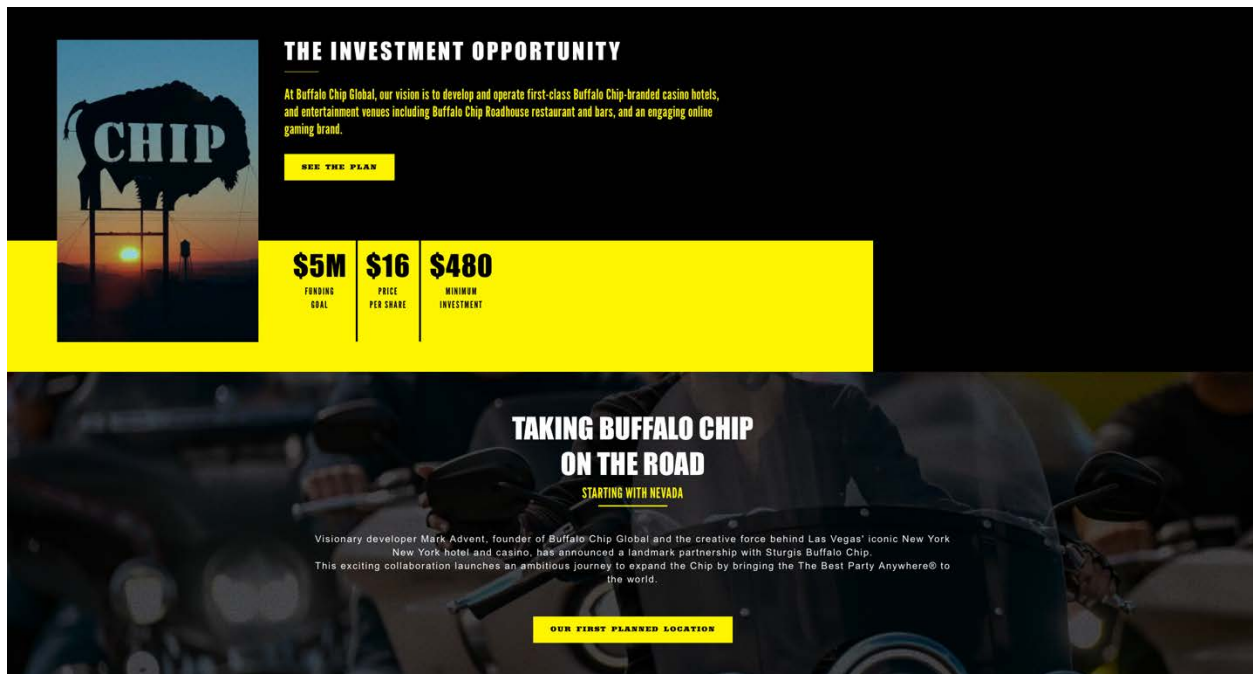 CHIP
THE INVESTMENT OPPORTUNITY
At Buffalo Chip Global, our vision is to develop and operate first-class Buffalo Chip-branded casino hotels,
and entertainment venues including Buffalo Chip Roadhouse restaurant and bars, and an engaging online
gaming brand.
SEE THE PLAN
$5M
FUNDING
GOAL
$16
PRICE
PER SHARE
$480
MINIMUM
INVESTMENT
TAKING BUFFALO CHIP
ON THE ROAD
STARTING WITH NEVADA
Visionary developer Mark Advent, founder of Buffalo Chip Global and the creative force behind Las Vegas' iconic New York
New York hotel and casino, has announced a landmark partnership with Sturgis Buffalo Chip.
This exciting collaboration launches an ambitious journey to expand the Chip by bringing the The Best Party Anywhere® to
the world.
OUR FIRST PLANNED LOCATION